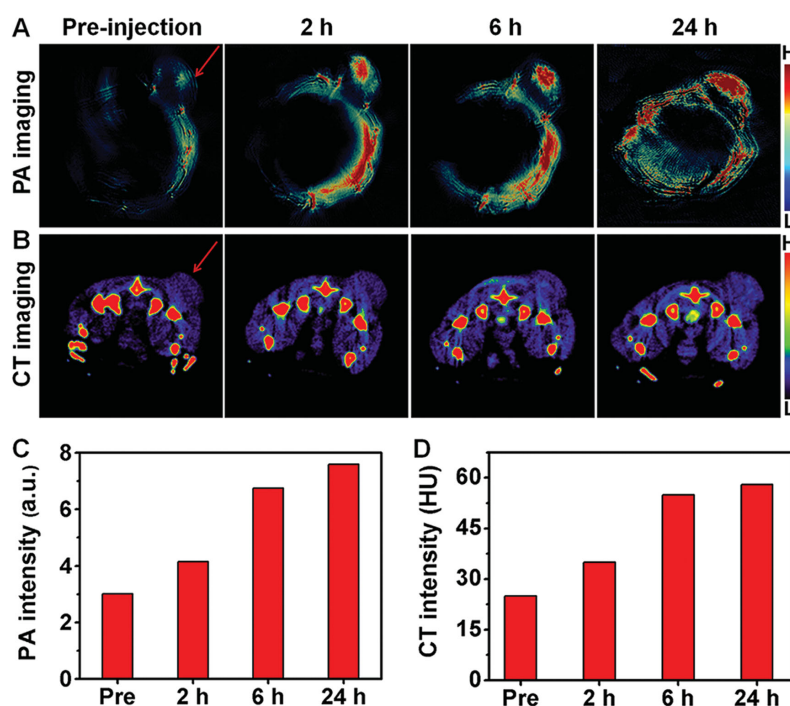 A Pre-injection 2 h 6 h 24 h
PA imaging
H
L
B
CT imaging
H
L
C
PA intensity (a.u.)
8
6
4
2
0
Pre 2 h 6 h 24 h
D
CT intensity (HU)
60
45
30
15
0
Pre 2 h 6 h 24 h